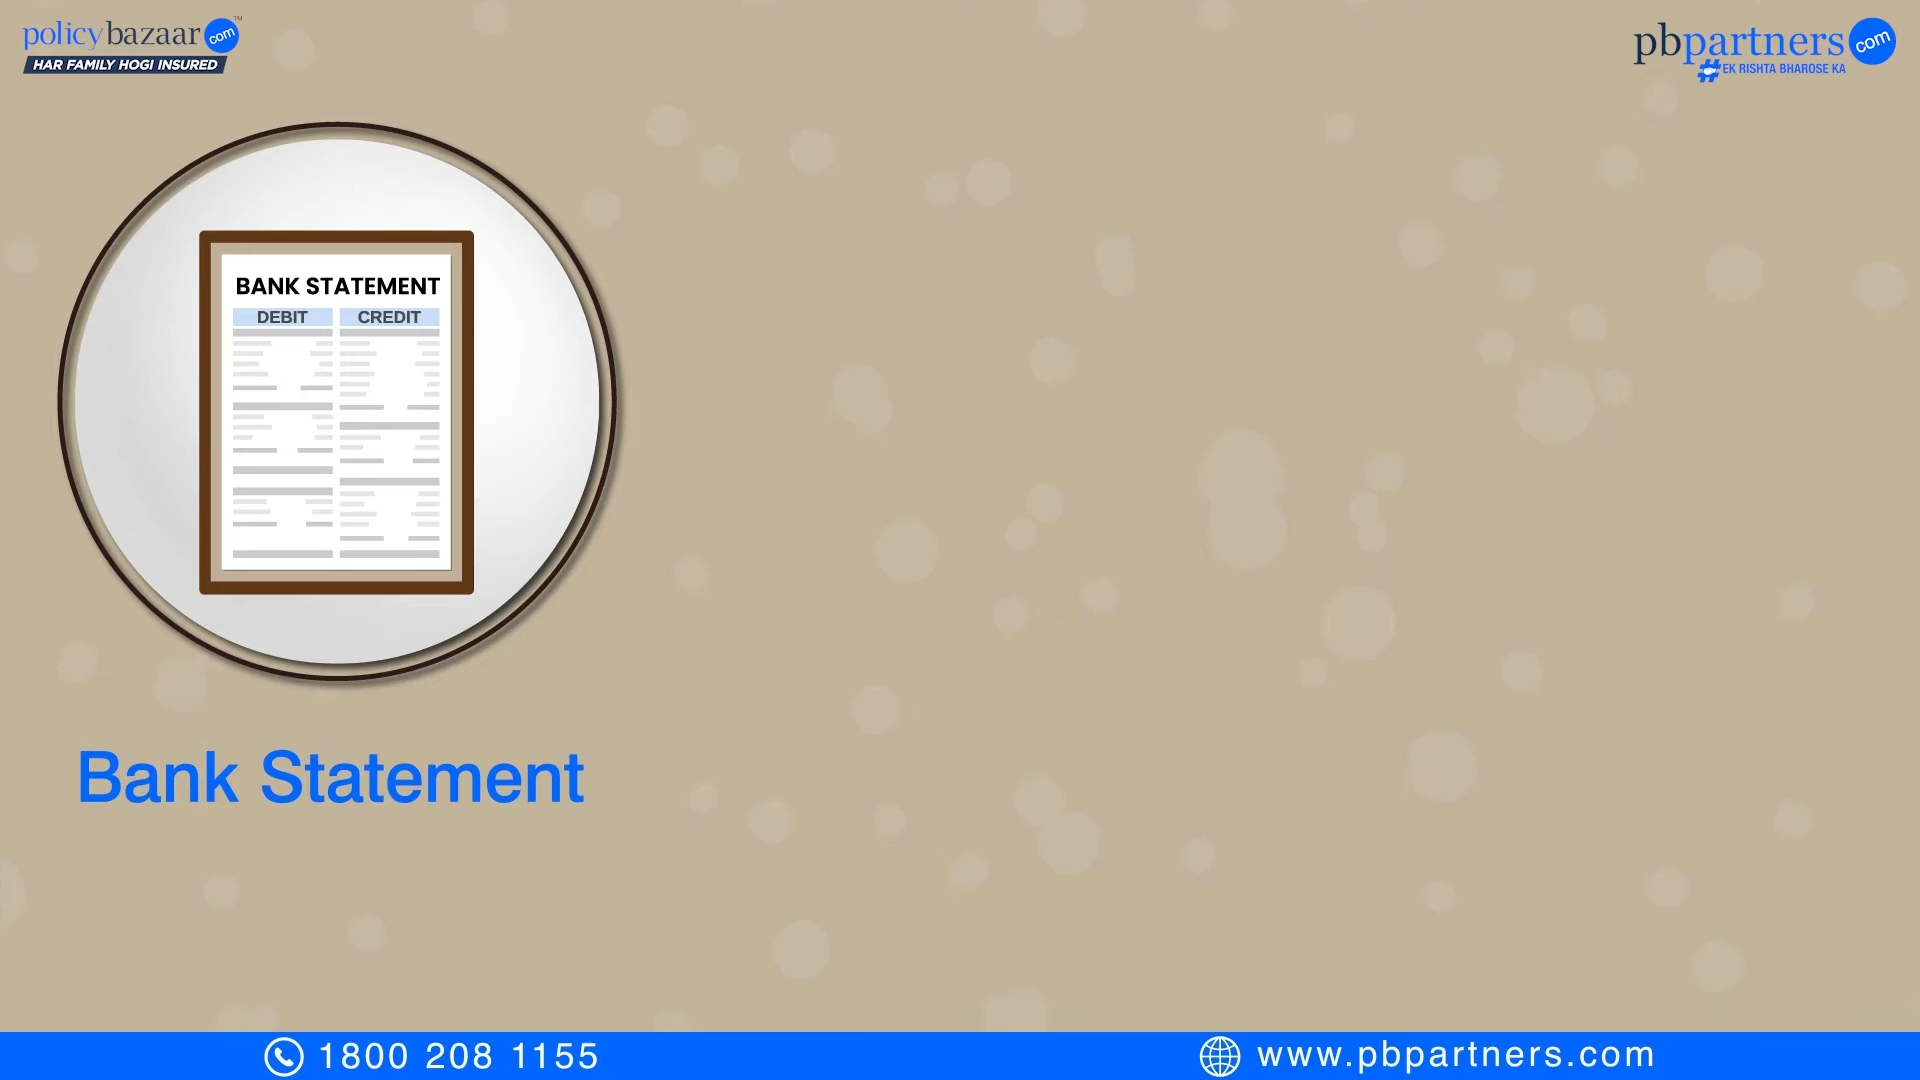 policybazaar com TM
HAR FAMILY HOGI INSURED
pbpartners com
#EK RISHTA BHAROSE KA
BANK STATEMENT
DEBIT CREDIT
Bank Statement
1800 208 1155
www.pbpartners.com